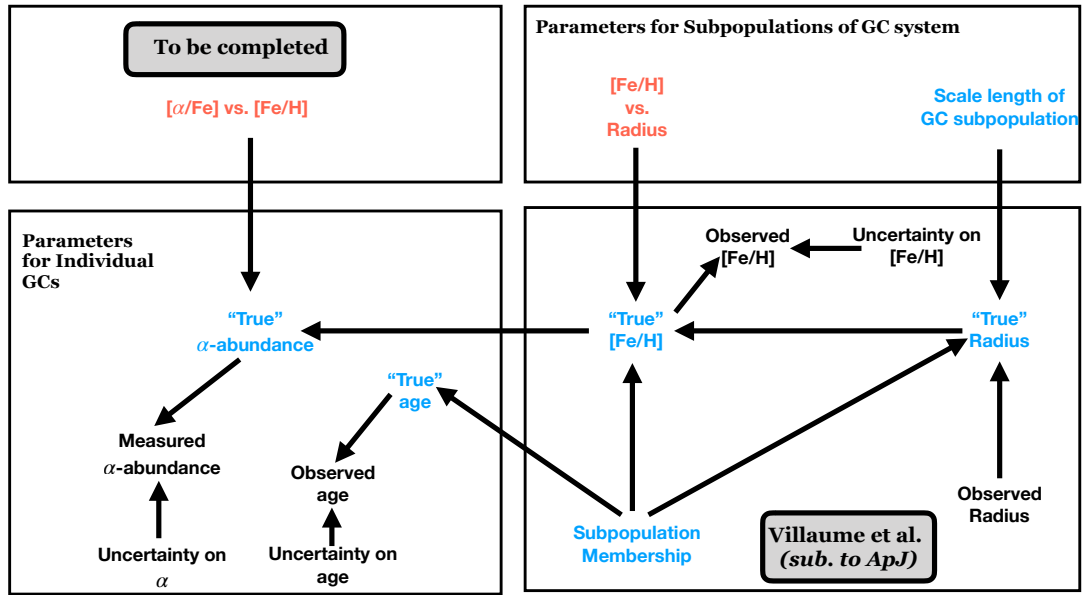 To be completed
[α/Fe] vs. [Fe/H]
Parameters for Subpopulations of GC system
[Fe/H]
vs.
Radius
Scale length of
GC subpopulation
Parameters
for Individual
GCs
"True"
α-abundance
"True"
age
Measured
α-abundance
Observed
age
Uncertainty on
α
Uncertainty on
age
Observed
[Fe/H]
Uncertainty on
[Fe/H]
"True"
[Fe/H]
"True"
Radius
Subpopulation
Membership
Observed
Radius
Villaume et al.
(sub. to ApJ)